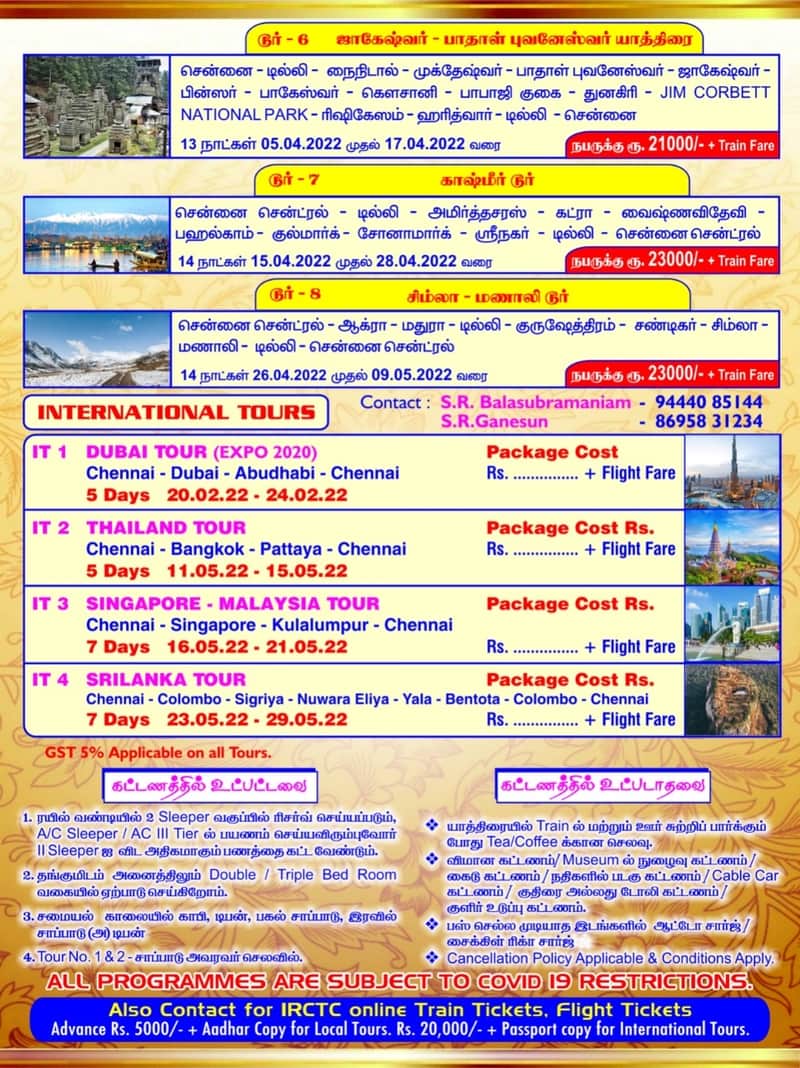 டூர் - 6 ஜாகேஷ்வர் - பாதாள் புவனேஸ்வர் யாத்திரை
சென்னை - டில்லி - நைநிடால் - முக்தேஷ்வர் - பாதாள் புவனேஸ்வர் - ஜாகேஷ்வர் -
பின்ஸர் - பாகேஸ்வர் - கௌசானி - பாபாஜி குகை - துனகிரி - JIM CORBETT
NATIONAL PARK - ரிஷிகேஸம் - ஹரித்வார் - டில்லி - சென்னை
13 நாட்கள் 05.04.2022 முதல் 17.04.2022 வரை நபருக்கு ரூ. 21000/- + Train Fare
டூர் - 7 காஷ்மீர் டூர்
சென்னை சென்ட்ரல் - டில்லி - அமிர்த்தசரஸ் - கட்ரா - வைஷ்ணவிதேவி -
பஹல்காம் - குல்மார்க் - சோனாமார்க் - ஸ்ரீநகர் - டில்லி - சென்னை சென்ட்ரல்
14 நாட்கள் 15.04.2022 முதல் 28.04.2022 வரை நபருக்கு ரூ. 23000/- + Train Fare
டூர் - 8 சிம்லா - மணாலி டூர்
சென்னை சென்ட்ரல் - ஆக்ரா - மதுரா - டில்லி - குருஷேத்திரம் - சண்டிகர் - சிம்லா -
மணாலி - டில்லி - சென்னை சென்ட்ரல்
14 நாட்கள் 26.04.2022 முதல் 09.05.2022 வரை நபருக்கு ரூ. 23000/- + Train Fare
INTERNATIONAL TOURS
Contact : S.R. Balasubramaniam - 94440 85144
S.R.Ganesun - 86958 31234
IT 1 DUBAI TOUR (EXPO 2020) Package Cost
Chennai - Dubai - Abudhabi - Chennai Rs. ............... + Flight Fare
5 Days 20.02.22 - 24.02.22
IT 2 THAILAND TOUR Package Cost Rs.
Chennai - Bangkok - Pattaya - Chennai Rs. ............... + Flight Fare
5 Days 11.05.22 - 15.05.22
IT 3 SINGAPORE - MALAYSIA TOUR Package Cost Rs.
Chennai - Singapore - Kulalumpur - Chennai
7 Days 16.05.22 - 21.05.22 Rs. ............... + Flight Fare
IT 4 SRILANKA TOUR Package Cost Rs.
Chennai - Colombo - Sigriya - Nuwara Eliya - Yala - Bentota - Colombo - Chennai
7 Days 23.05.22 - 29.05.22 Rs. ............... + Flight Fare
GST 5% Applicable on all Tours.
கட்டணத்தில் உட்பட்டவை
1. ரயில் வண்டியில் 2 Sleeper வகுப்பில் ரிசர்வ் செய்யப்படும்,
A/C Sleeper / AC III Tier ல் பயணம் செய்யவிரும்புவோர்
II Sleeper ஐ விட அதிகமாகும் பணத்தை கட்ட வேண்டும்.
2. தங்குமிடம் அனைத்திலும் Double / Triple Bed Room
வகையில் ஏற்பாடு செய்கிறோம்.
3. சமையல் காலையில் காபி, டிபன், பகல் சாப்பாடு, இரவில்
சாப்பாடு (அ) டிபன்
4. Tour No. 1 & 2 - சாப்பாடு அவரவர் செலவில்.
கட்டணத்தில் உட்படாதவை
❖ யாத்திரையில் Train ல் மற்றும் ஊர் சுற்றிப் பார்க்கும்
போது Tea/Coffee க்கான செலவு.
❖ விமான கட்டணம்/ Museum ல் நுழைவு கட்டணம் /
கைடு கட்டணம் / நதிகளில் படகு கட்டணம் / Cable Car
கட்டணம் / குதிரை அல்லது டோலி கட்டணம் /
குளிர் உடுப்பு கட்டணம்.
❖ பஸ் செல்ல முடியாத இடங்களில் ஆட்டோ சார்ஜ் /
சைக்கிள் ரிக்ஷா சார்ஜ்
❖ Cancellation Policy Applicable & Conditions Apply.
ALL PROGRAMMES ARE SUBJECT TO COVID 19 RESTRICTIONS.
Also Contact for IRCTC online Train Tickets, Flight Tickets
Advance Rs. 5000/- + Aadhar Copy for Local Tours. Rs. 20,000/- + Passport copy for International Tours.